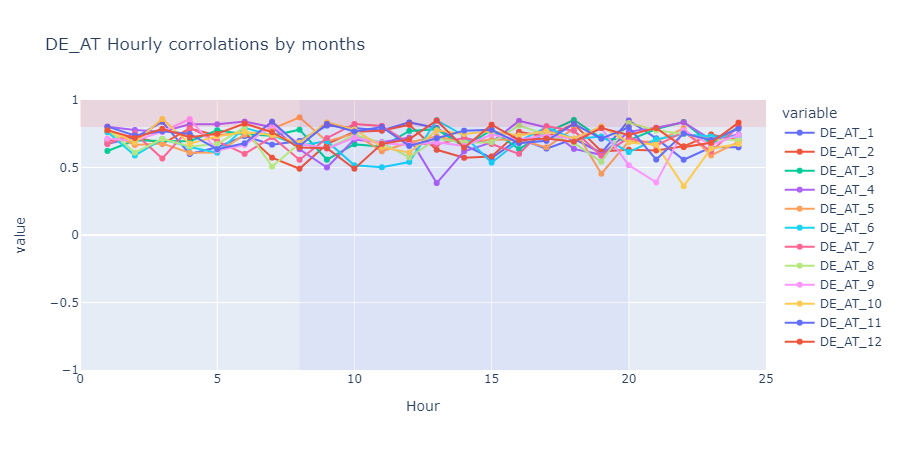 DE_AT Hourly corrolations by months
1
0.5
0
−0.5
−1
value
0
5
10
15
20
25
Hour
variable
DE_AT_1
DE_AT_2
DE_AT_3
DE_AT_4
DE_AT_5
DE_AT_6
DE_AT_7
DE_AT_8
DE_AT_9
DE_AT_10
DE_AT_11
DE_AT_12